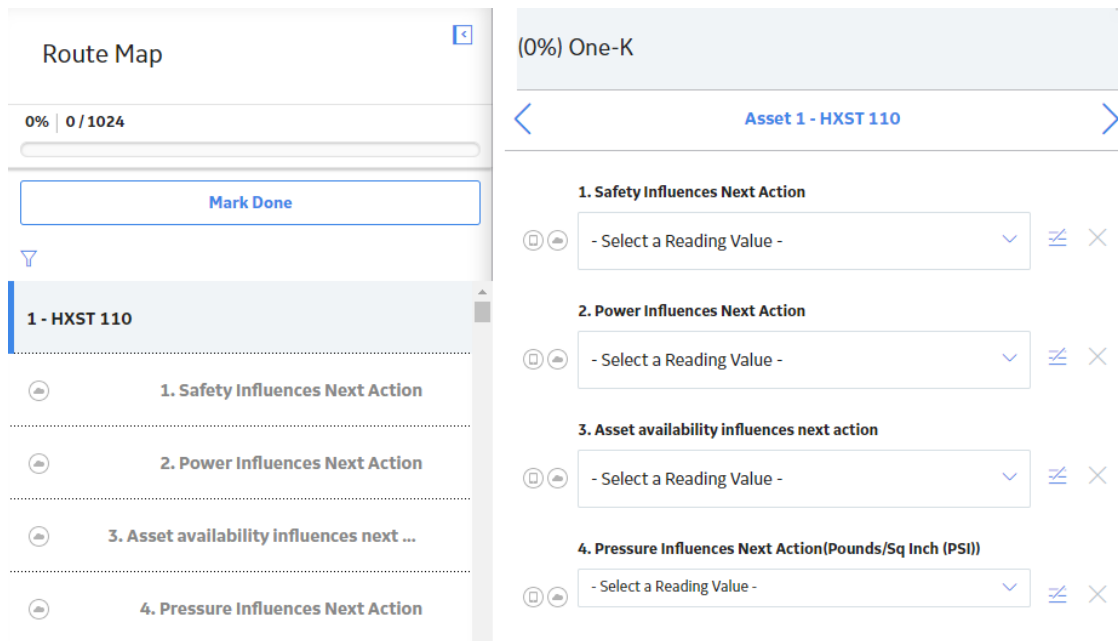 Route Map
0% | 0 / 1024
Mark Done
1 - HXST 110
1. Safety Influences Next Action
2. Power Influences Next Action
3. Asset availability influences next ...
4. Pressure Influences Next Action
(0%) One-K
Asset 1 - HXST 110
1. Safety Influences Next Action
- Select a Reading Value -
2. Power Influences Next Action
- Select a Reading Value -
3. Asset availability influences next action
- Select a Reading Value -
4. Pressure Influences Next Action(Pounds/Sq Inch (PSI))
- Select a Reading Value -